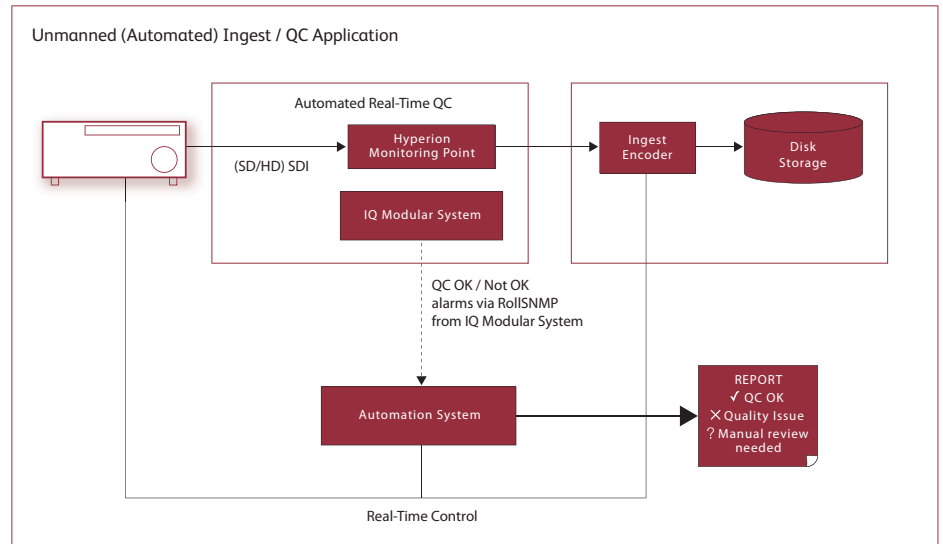 Unmanned (Automated) Ingest / QC Application
Automated Real-Time QC
(SD/HD) SDI
Hyperion
Monitoring Point
IQ Modular System
Ingest
Encoder
Disk
Storage
QC OK / Not OK
alarms via RollSNMP
from IQ Modular System
Automation System
REPORT
✓ QC OK
✕ Quality Issue
? Manual review
needed
Real-Time Control